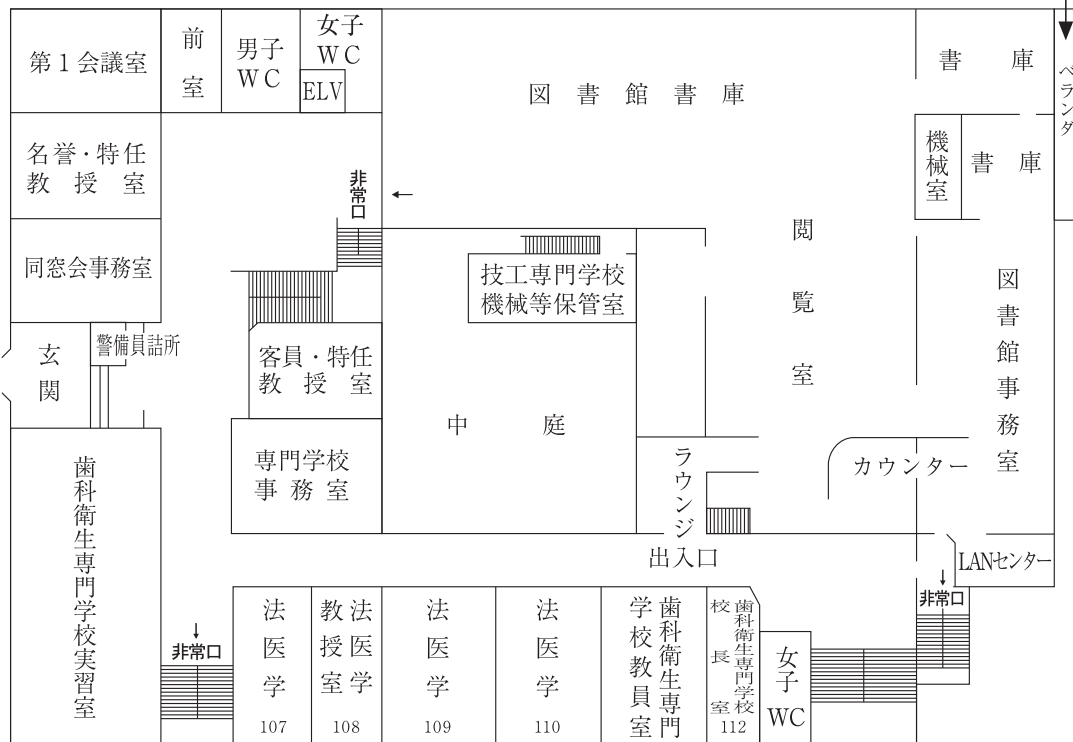 第1会議室
前室
男子
WC
女子
WC
ELV
図書館書庫
書庫
ベランダ
名誉・特任
教授室
非常口
←
機械室
書庫
同窓会事務室
技工専門学校
機械等保管室
閲覧室
図書館事務室
玄関
警備員詰所
客員・特任
教授室
中庭
専門学校
事務室
ラウンジ
カウンター
歯科衛生専門学校実習室
出入口
LANセンター
非常口
非常口
法医学
107
法医学
教授室
108
法医学
109
法医学
110
歯科衛生専門
学校教員室
歯科衛生専門学校
校長室
112
女子
WC